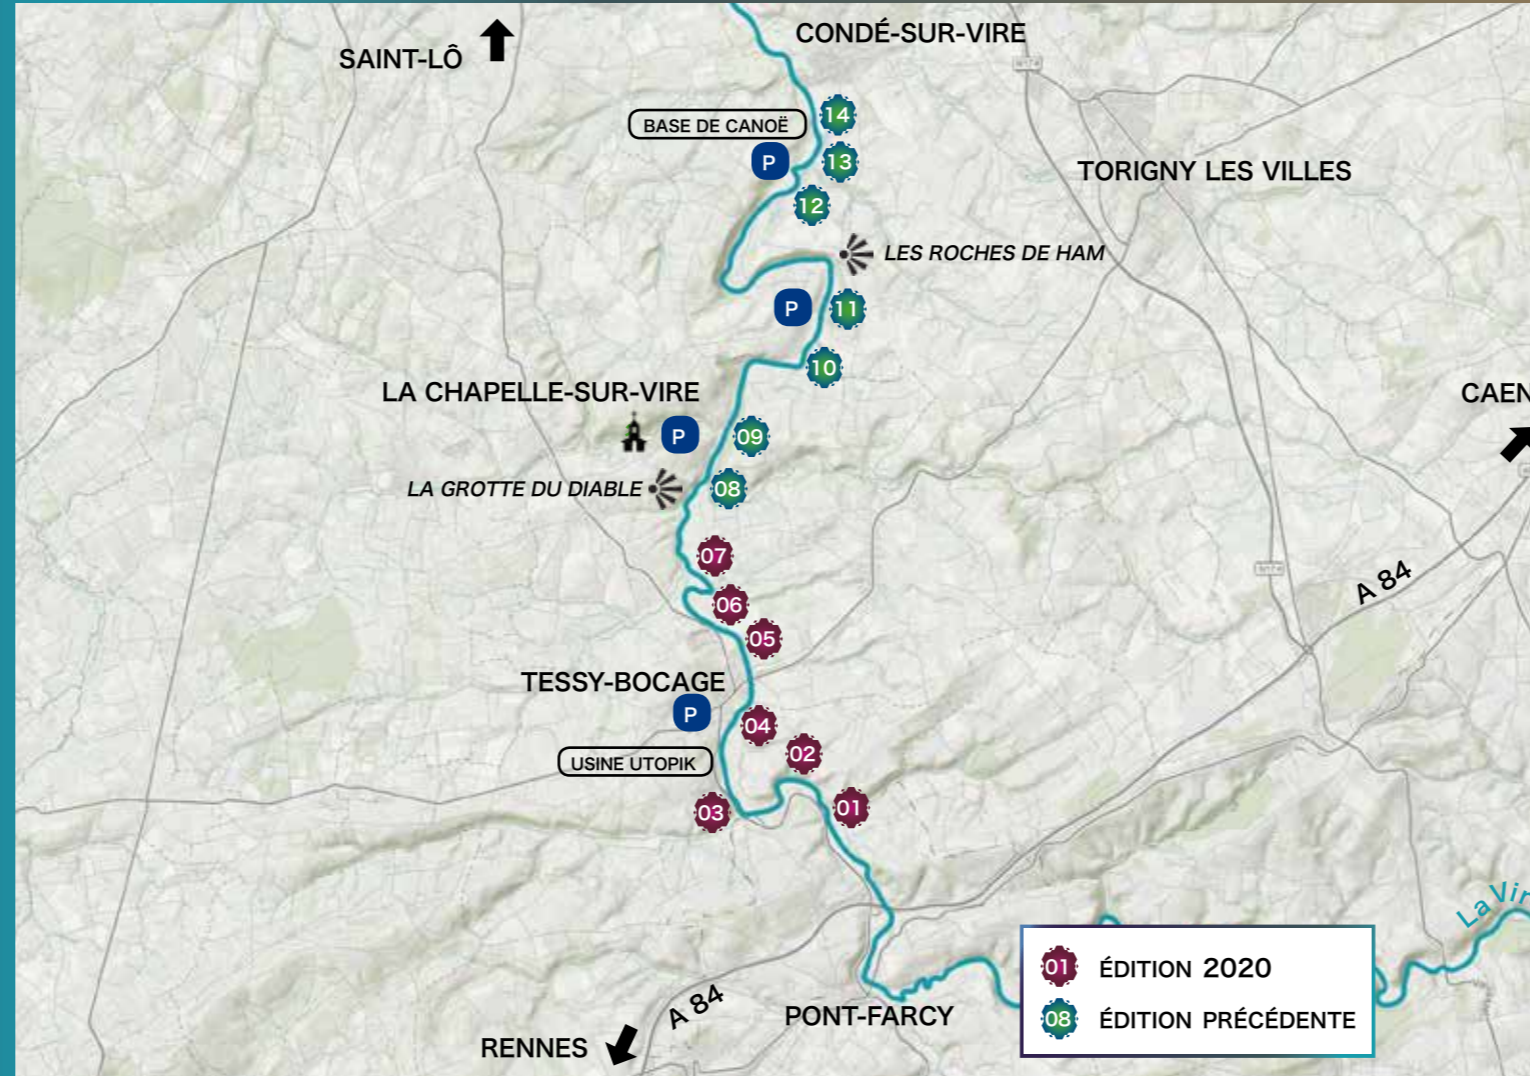 CONDÉ-SUR-VIRE
SAINT-LÔ
14
BASE DE CANOË
P
13
TORIGNY LES VILLES
12
LES ROCHES DE HAM
P
11
10
LA CHAPELLE-SUR-VIRE
CAEN
P
09
LA GROTTE DU DIABLE
08
07
A 84
06
05
TESSY-BOCAGE
P
04
02
USINE UTOPIK
03
01
La Vir
01 ÉDITION 2020
A 84
PONT-FARCY
08 ÉDITION PRÉCÉDENTE
RENNES